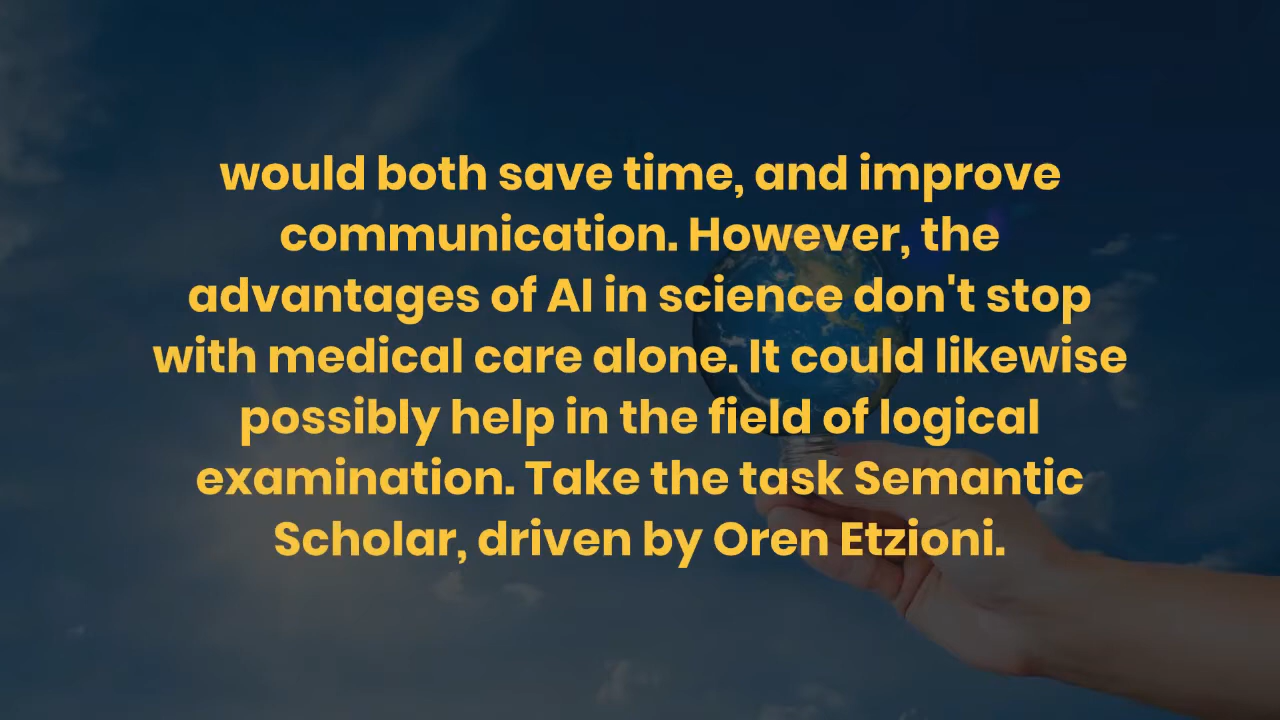 would both save time, and improve
communication. However, the
advantages of AI in science don't stop
with medical care alone. It could likewise
possibly help in the field of logical
examination. Take the task Semantic
Scholar, driven by Oren Etzioni.